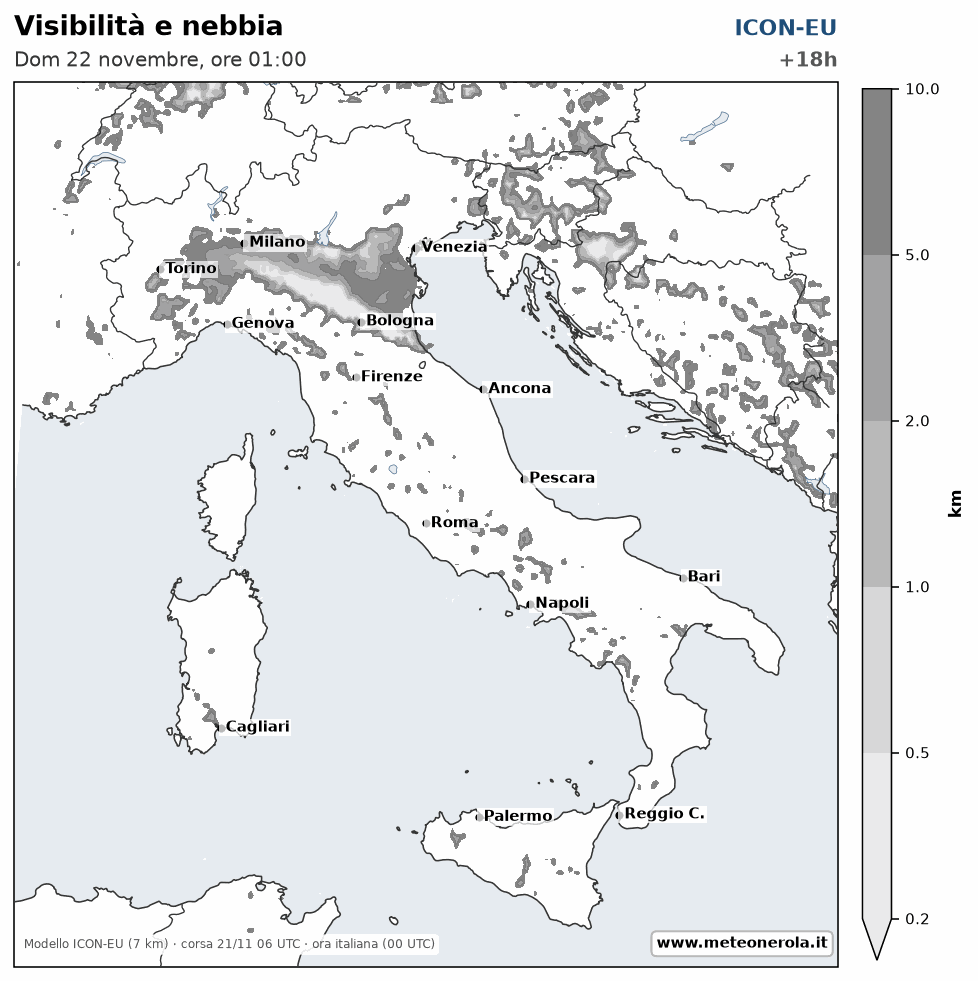 Visibilità e nebbia
ICON-EU
Dom 22 novembre, ore 01:00
+18h
10.0
5.0
2.0
1.0
0.5
0.2
km
Milano
Venezia
Torino
Genova
Bologna
Firenze
Ancona
Pescara
Roma
Bari
Napoli
Cagliari
Palermo
Reggio C.
Modello ICON-EU (7 km) · corsa 21/11 06 UTC · ora italiana (00 UTC)
www.meteonerola.it